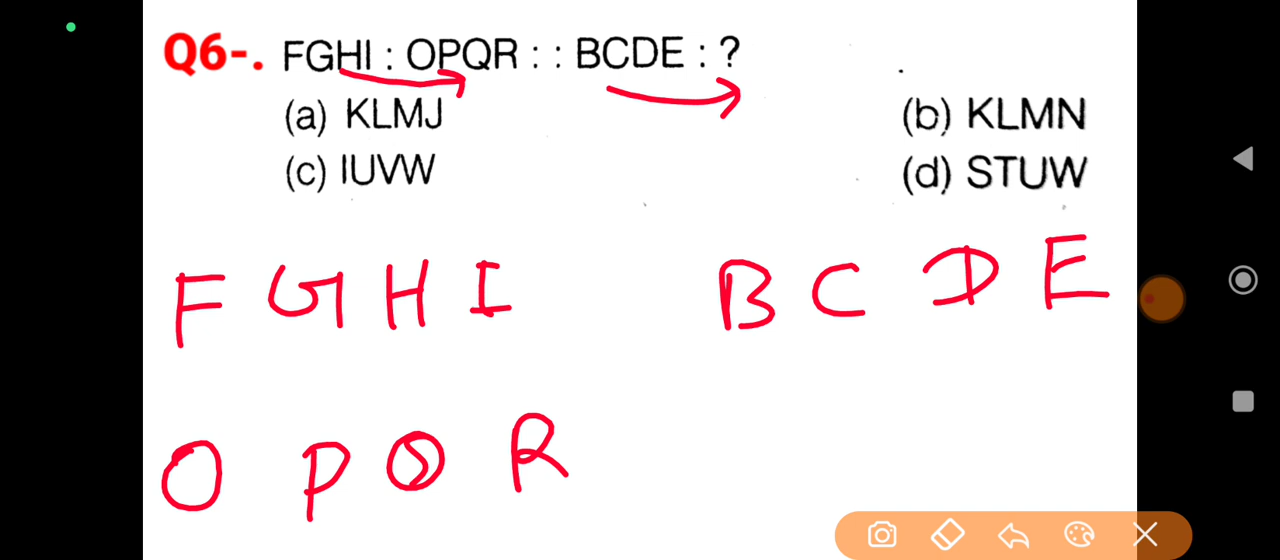 Q6-. FGHI : OPQR : : BCDE : ?
(a) KLMJ (b) KLMN
(c) IUVW (d) STUW
F G H I B C D E
O P Q R